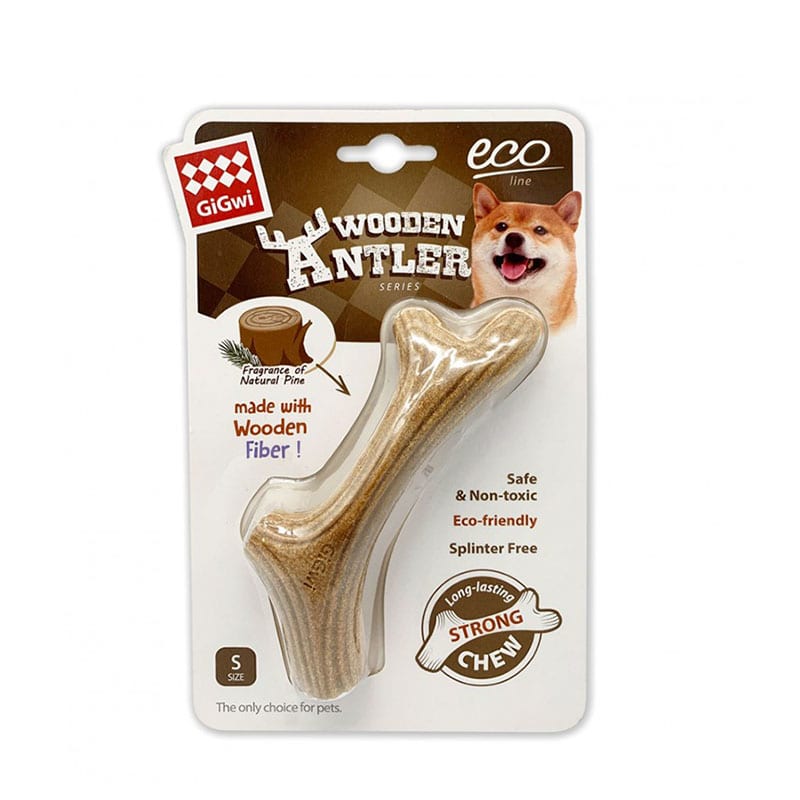 GiGwi
eco
line
WOODEN
ANTLER
SERIES
Fragrance of
Natural Pine
made with
Wooden
Fiber !
Safe
& Non-toxic
Eco-friendly
Splinter Free
GiGwi
Long-lasting
STRONG
CHEW
S
SIZE
The only choice for pets.